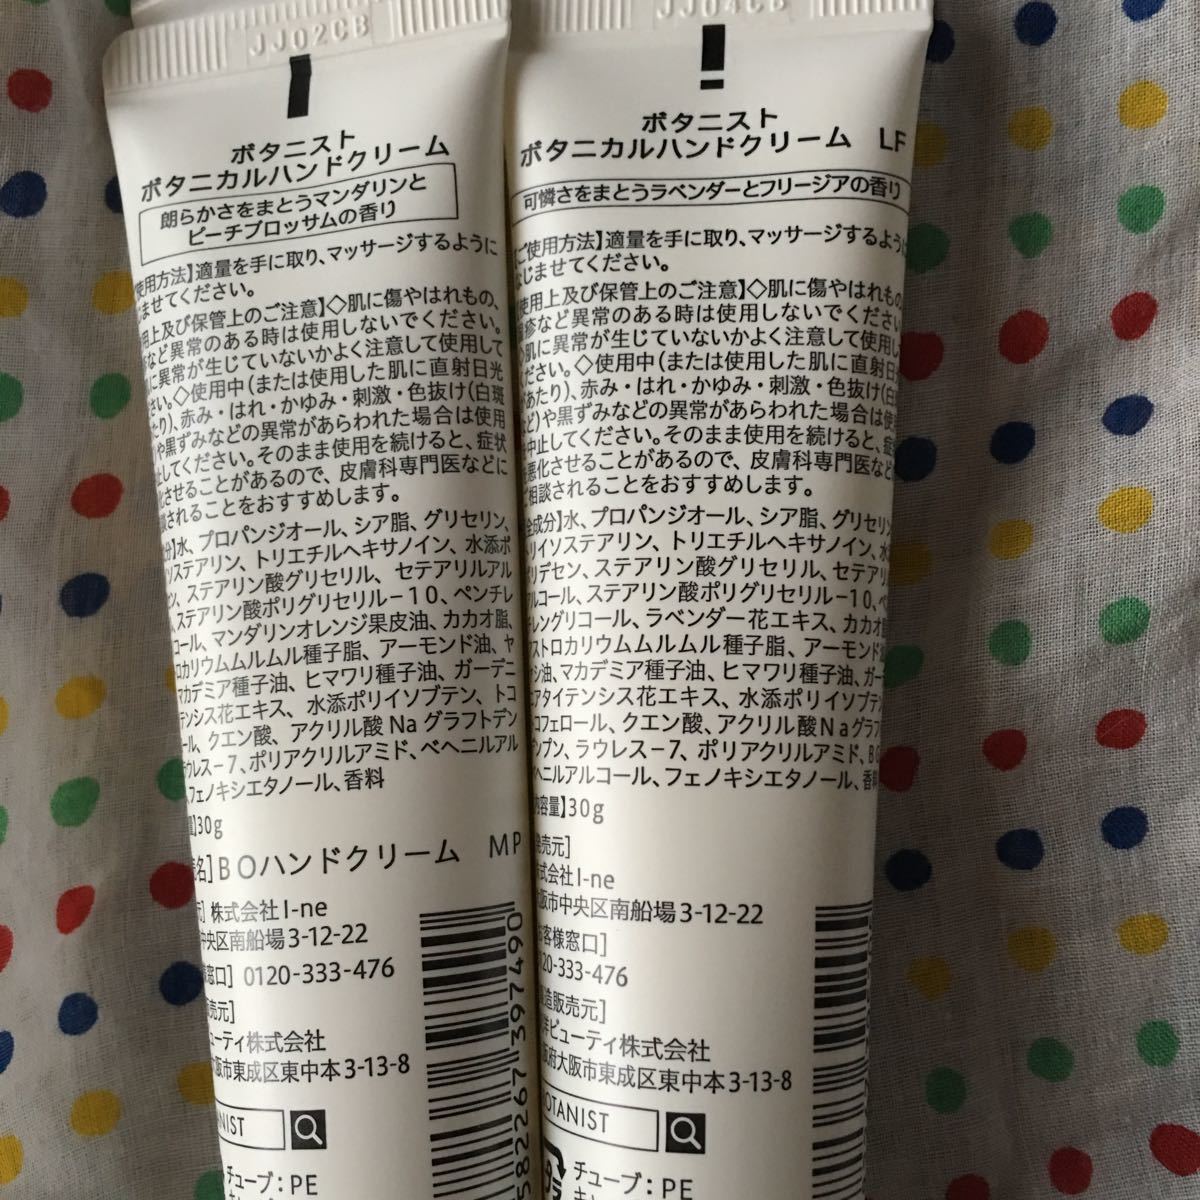 JJ02CB
ボタニスト
ボタニカルハンドクリーム
朗らかさをまとうマンダリンと
ピーチブロッサムの香り
使用方法】適量を手に取り、マッサージするように
ませてください。
用上及び保管上のご注意】◇肌に傷やはれもの、
など異常のある時は使用しないでください。
に異常が生じていないかよく注意して使用して
さい。◇使用中(または使用した肌に直射日光
たり)、赤み・はれ・かゆみ・刺激・色抜け(白斑
や黒ずみなどの異常があらわれた場合は使用
止してください。そのまま使用を続けると、症状
化させることがあるので、皮膚科専門医などに
談されることをおすすめします。
分】水、プロパンジオール、シア脂、グリセリン、
ソステアリン、トリエチルヘキサノイン、水添ポ
ン、ステアリン酸グリセリル、セテアリルアル
ステアリン酸ポリグリセリル−10、ペンチレ
コール、マンダリンオレンジ果皮油、カカオ脂、
ロカリウムムルムル種子脂、アーモンド油、ヤ
マカデミア種子油、ヒマワリ種子油、ガーデニ
テンシス花エキス、水添ポリイソブテン、トコ
ル、クエン酸、アクリル酸Naグラフトデン
ラウレス−7、ポリアクリルアミド、ベヘニルアル
フェノキシエタノール、香料
】30g
名】BOハンドクリーム MP
元] 株式会社I-ne
中央区南船場3-12-22
窓口] 0120-333-476
売元]
ューティ株式会社
阪市東成区東中本3-13-8
NIST
チューブ:PE
582267 397490
JJ04CB
ボタニスト
ボタニカルハンドクリーム LF
可憐さをまとうラベンダーとフリージアの香り
ご使用方法】適量を手に取り、マッサージするように
じませてください。
使用上及び保管上のご注意】◇肌に傷やはれもの
疹など異常のある時は使用しないでください
◇肌に異常が生じていないかよく注意して使用し
ださい。◇使用中(または使用した肌に直射日
があたり)、赤み・はれ・かゆみ・刺激・色抜け(白
ど)や黒ずみなどの異常があらわれた場合は使
中止してください。そのまま使用を続けると、症
悪化させることがあるので、皮膚科専門医など
ご相談されることをおすすめします。
全成分】水、プロパンジオール、シア脂、グリセリン
リイソステアリン、トリエチルヘキサノイン、水
リデセン、ステアリン酸グリセリル、セテアリ
ルコール、ステアリン酸ポリグリセリル−10、ペ
チレングリコール、ラベンダー花エキス、カカオ
ストロカリウムムルムル種子脂、アーモンド
シ油、マカデミア種子油、ヒマワリ種子油、ガー
アタイテンシス花エキス、水添ポリイソブテン
コフェロール、クエン酸、アクリル酸Naグラ
ンプン、ラウレス−7、ポリアクリルアミド、BG
ベヘニルアルコール、フェノキシエタノール、香料
内容量】30g
発売元]
式会社I-ne
阪市中央区南船場3-12-22
お客様窓口]
20-333-476
製造販売元]
ビューティ株式会社
阪府大阪市東成区東中本3-13-8
OTANIST
チューブ:PE